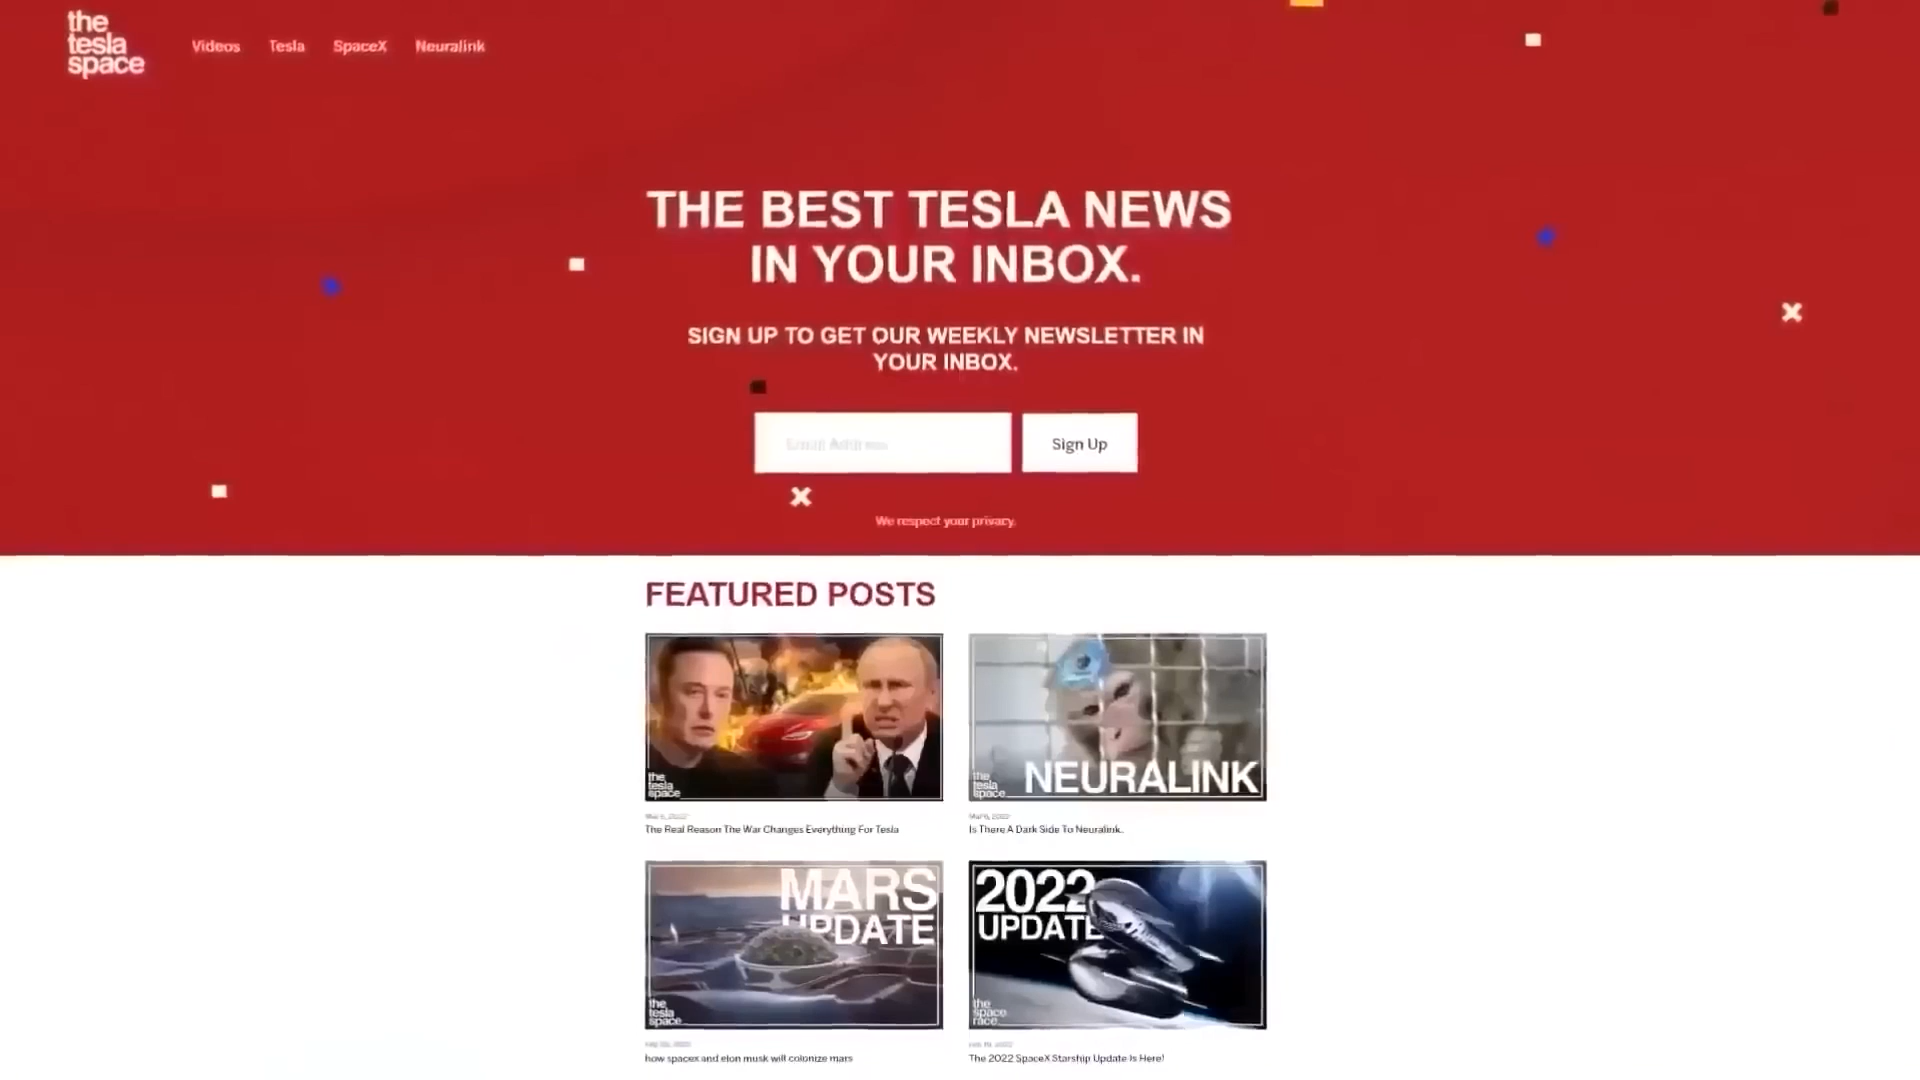 the
tesla
space
Videos Tesla SpaceX Neuralink
THE BEST TESLA NEWS
IN YOUR INBOX.
SIGN UP TO GET OUR WEEKLY NEWSLETTER IN
YOUR INBOX.
Email Address
Sign Up
We respect your privacy.
FEATURED POSTS
the
tesla
space
The Real Reason The War Changes Everything For Tesla
NEURALINK
the
tesla
space
Is There A Dark Side To Neuralink.
MARS
UPDATE
the
tesla
space
how spacex and elon musk will colonize mars
2022
UPDATE
the
space
race
The 2022 SpaceX Starship Update Is Here!